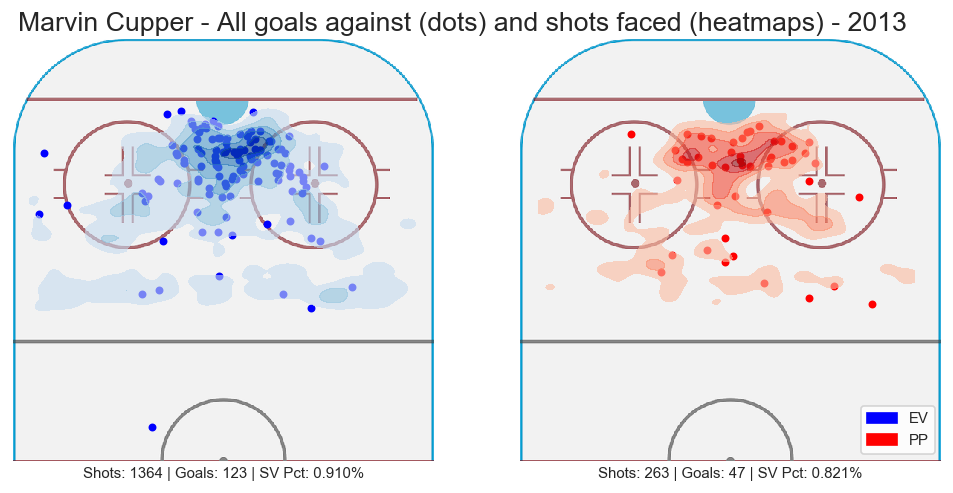 Marvin Cupper - All goals against (dots) and shots faced (heatmaps) - 2013
EV
PP
Shots: 1364 | Goals: 123 | SV Pct: 0.910%
Shots: 263 | Goals: 47 | SV Pct: 0.821%